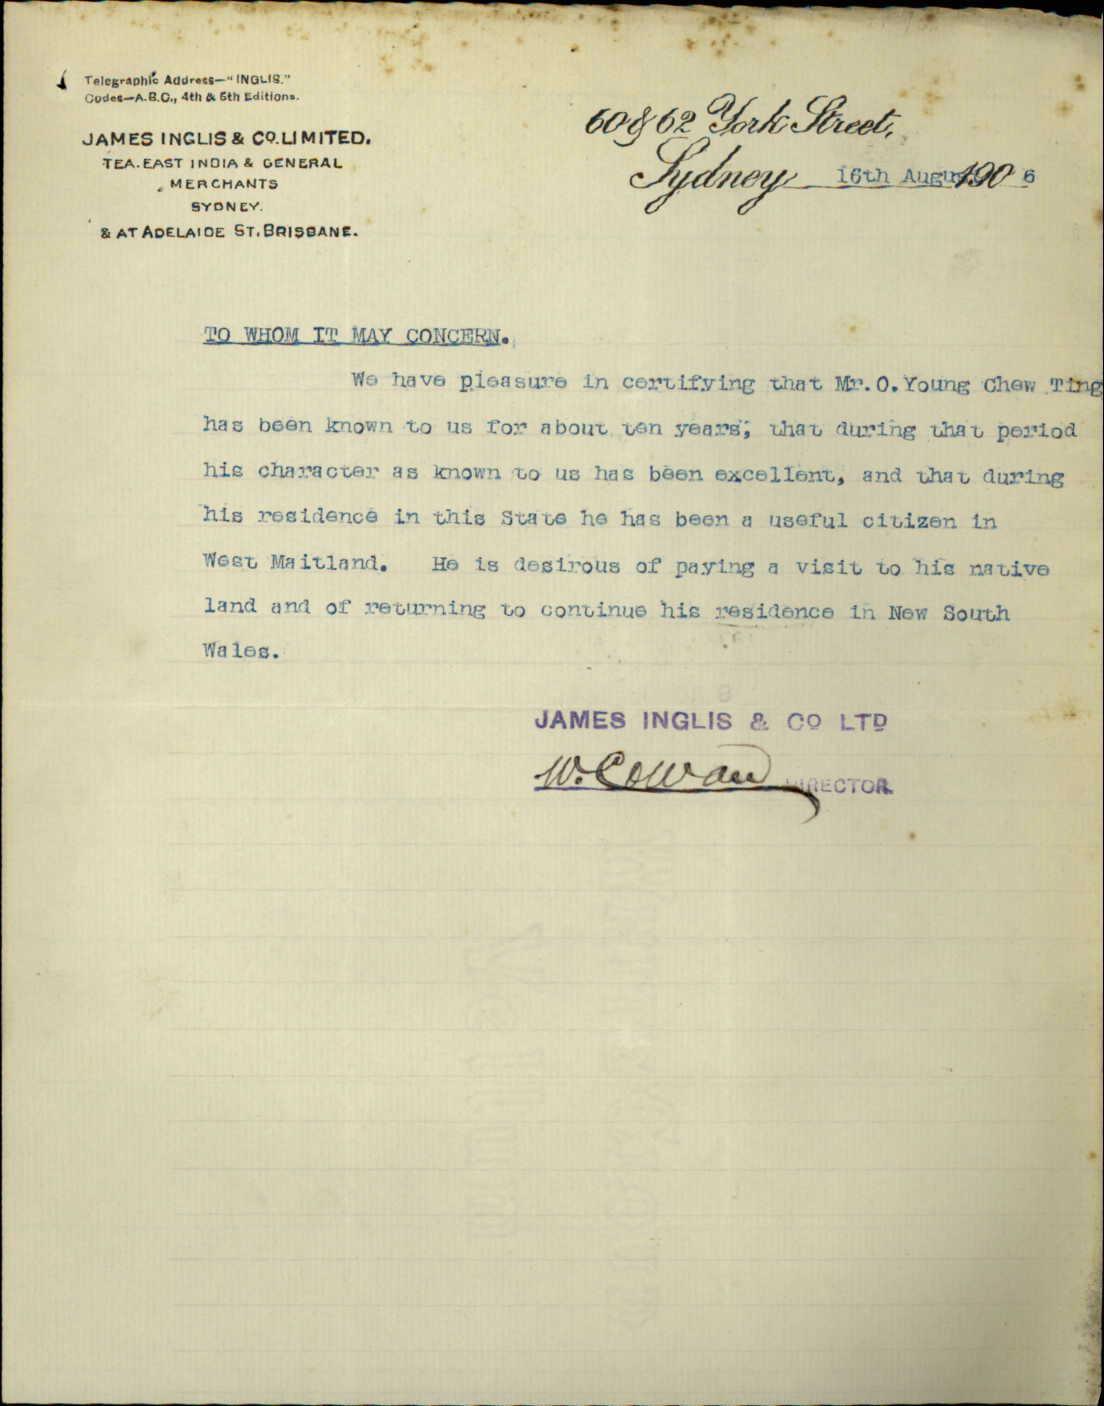 Telegraphic Address—"INGLIS."
Codes—A.B.C., 4th & 5th Editions.
JAMES INGLIS & CO. LIMITED.
TEA. EAST INDIA & GENERAL
MERCHANTS
SYDNEY.
& AT ADELAIDE ST. BRISBANE.
60 & 62 York Street,
Sydney 16th August 1906
TO WHOM IT MAY CONCERN.
We have pleasure in certifying that Mr. O. Young Chew Ting
has been known to us for about ten years; that during that period
his character as known to us has been excellent, and that during
his residence in this State he has been a useful citizen in
West Maitland. He is desirous of paying a visit to his native
land and of returning to continue his residence in New South
Wales.
JAMES INGLIS & CO LTD
W. Cowan DIRECTOR.